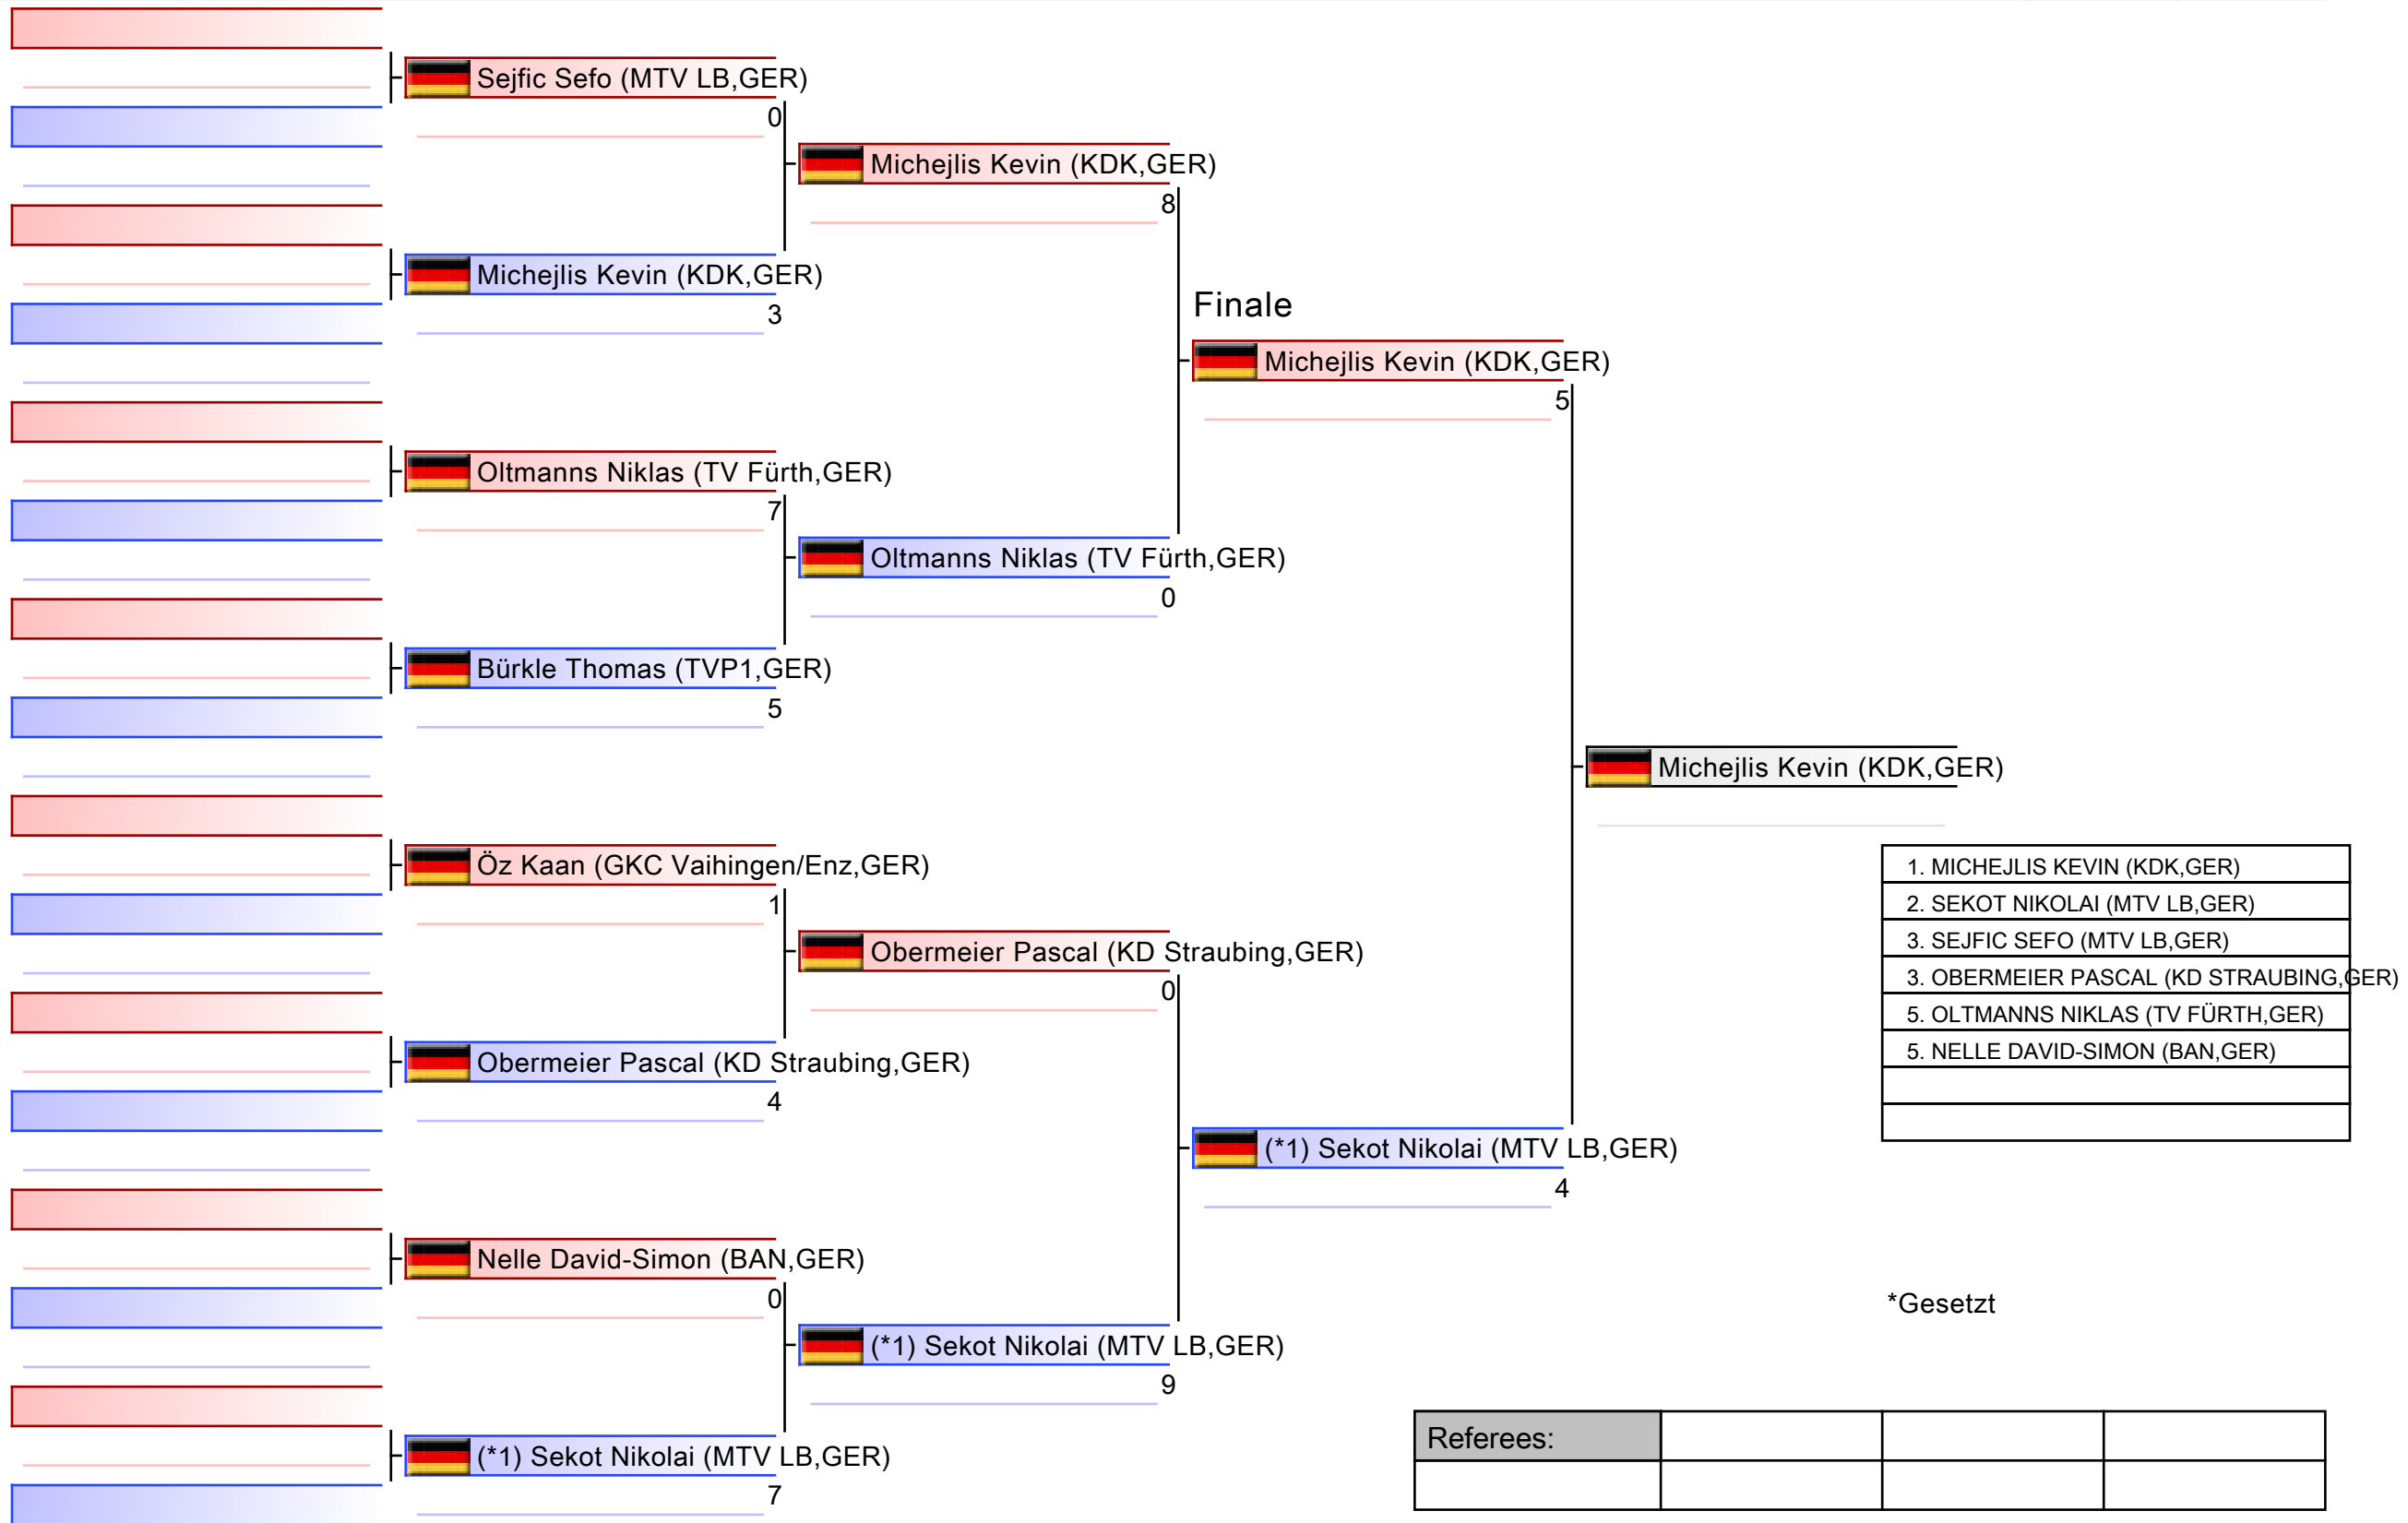 Sejfic Sefo (MTV LB,GER)
0
Michejlis Kevin (KDK,GER)
8
Michejlis Kevin (KDK,GER)
3
Finale
Michejlis Kevin (KDK,GER)
5
Oltmanns Niklas (TV Fürth,GER)
7
Oltmanns Niklas (TV Fürth,GER)
0
Bürkle Thomas (TVP1,GER)
5
Michejlis Kevin (KDK,GER)
Öz Kaan (GKC Vaihingen/Enz,GER)
1
Obermeier Pascal (KD Straubing,GER)
0
Obermeier Pascal (KD Straubing,GER)
4
(*1) Sekot Nikolai (MTV LB,GER)
4
Nelle David-Simon (BAN,GER)
0
(*1) Sekot Nikolai (MTV LB,GER)
9
(*1) Sekot Nikolai (MTV LB,GER)
7
1. MICHEJLIS KEVIN (KDK,GER)
2. SEKOT NIKOLAI (MTV LB,GER)
3. SEJFIC SEFO (MTV LB,GER)
3. OBERMEIER PASCAL (KD STRAUBING,GER)
5. OLTMANNS NIKLAS (TV FÜRTH,GER)
5. NELLE DAVID-SIMON (BAN,GER)
*Gesetzt
Referees: